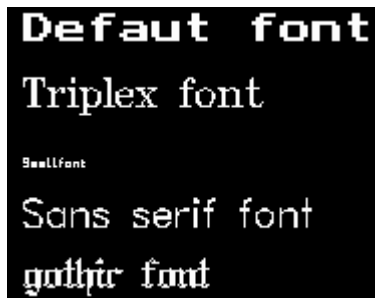 Defaut font
Triplex font
Smallfont
Sans serif font
gothic font